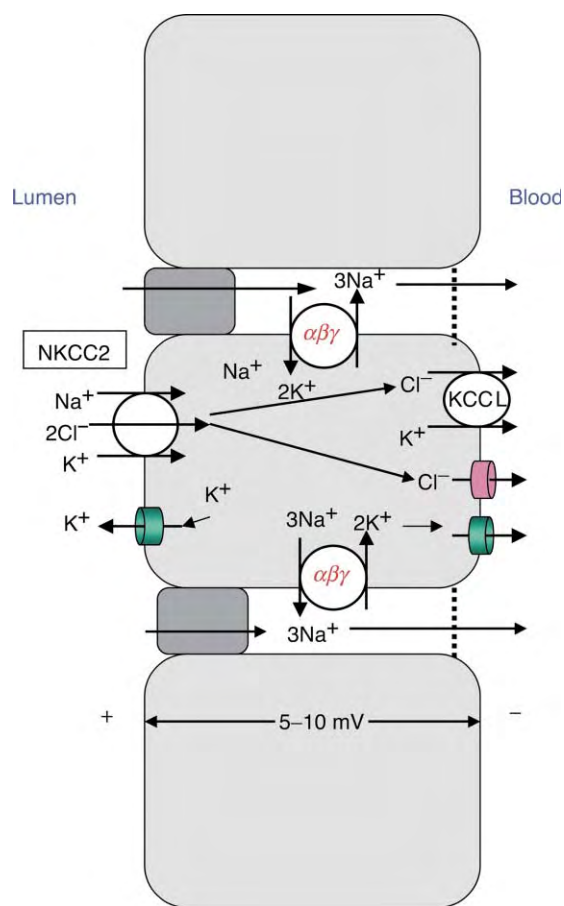 Lumen
Blood
3Na⁺
αβγ
NKCC2
Na⁺
2K⁺
Cl⁻
KCCL
Na⁺
2Cl⁻
K⁺
K⁺
K⁺
K⁺
Cl⁻
3Na⁺
2K⁺
αβγ
3Na⁺
+
5–10 mV
–